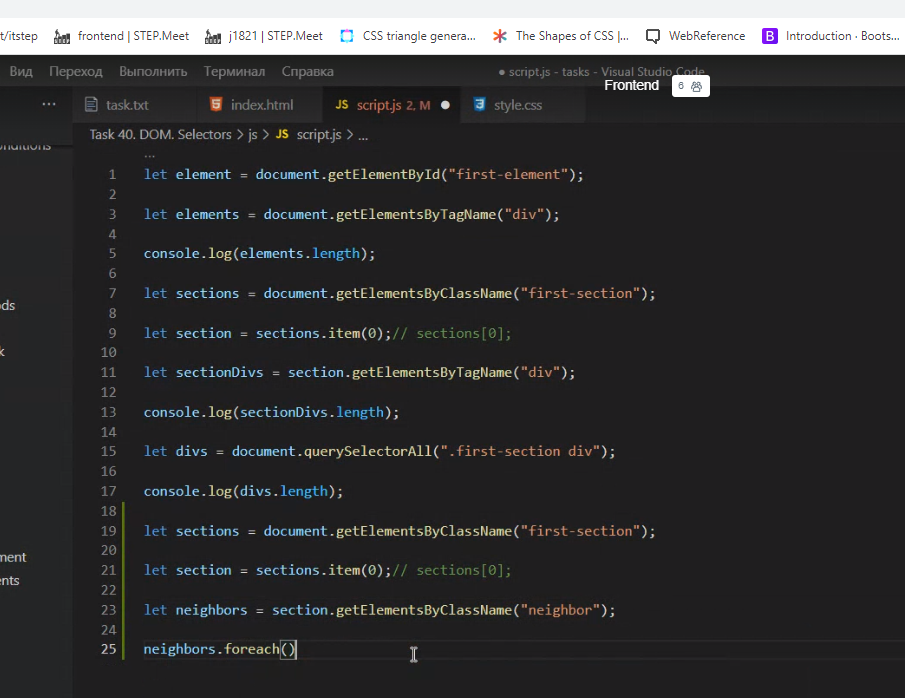 t/itstep frontend | STEP.Meet j1821 | STEP.Meet CSS triangle genera... The Shapes of CSS |... WebReference B Introduction · Boots...
Вид Переход Выполнить Терминал Справка ● script.js - tasks - Visual Studio Code
Frontend 6
... task.txt index.html JS script.js 2, M ● style.css
Task 40. DOM. Selectors > js > JS script.js > ...
onditions
...
1 let element = document.getElementById("first-element");
2
3 let elements = document.getElementsByTagName("div");
4
5 console.log(elements.length);
6
7 let sections = document.getElementsByClassName("first-section");
8
ods
9 let section = sections.item(0);// sections[0];
10
k
11 let sectionDivs = section.getElementsByTagName("div");
12
13 console.log(sectionDivs.length);
14
15 let divs = document.querySelectorAll(".first-section div");
16
17 console.log(divs.length);
18
19 let sections = document.getElementsByClassName("first-section");
20
ment
21 let section = sections.item(0);// sections[0];
ents
22
23 let neighbors = section.getElementsByClassName("neighbor");
24
25 neighbors.foreach()